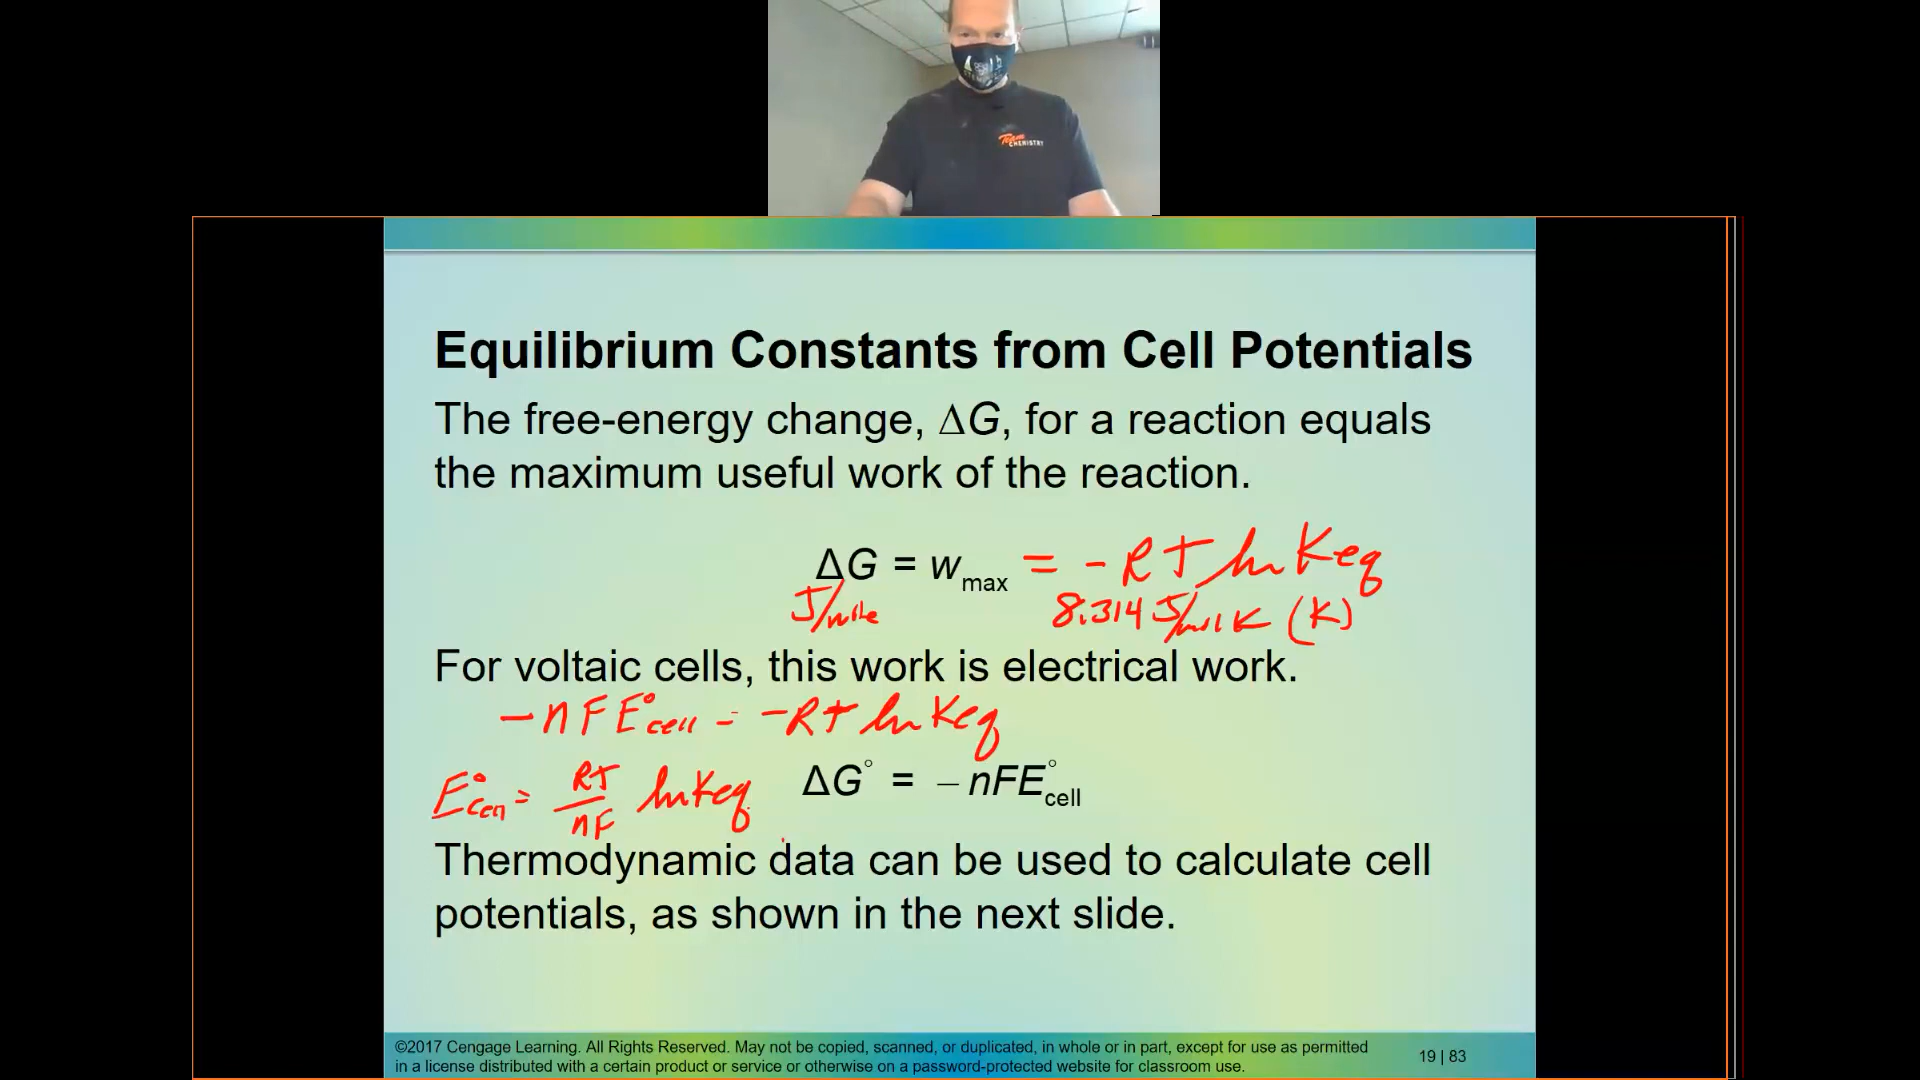 Team
CHEMISTRY
Equilibrium Constants from Cell Potentials
The free-energy change, ΔG, for a reaction equals
the maximum useful work of the reaction.
ΔG = wmax = -RT ln Keq
J/mole 8.314 J/mol K (K)
For voltaic cells, this work is electrical work.
-nFE°cell = -RT ln Keq
E°cell = RT/nF ln Keq
ΔG° = –nFE°cell
Thermodynamic data can be used to calculate cell
potentials, as shown in the next slide.
©2017 Cengage Learning. All Rights Reserved. May not be copied, scanned, or duplicated, in whole or in part, except for use as permitted
in a license distributed with a certain product or service or otherwise on a password-protected website for classroom use.
19 | 83